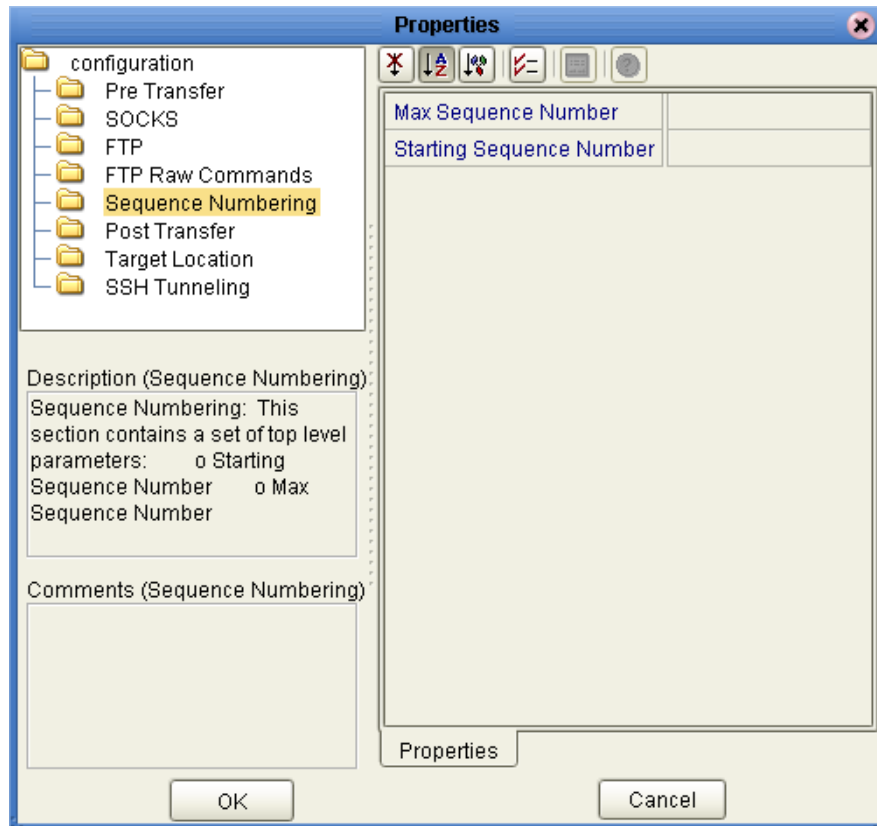 Properties
configuration
Pre Transfer
SOCKS
FTP
FTP Raw Commands
Sequence Numbering
Post Transfer
Target Location
SSH Tunneling
Description (Sequence Numbering)
Sequence Numbering: This
section contains a set of top level
parameters: o Starting
Sequence Number o Max
Sequence Number
Comments (Sequence Numbering)
Max Sequence Number
Starting Sequence Number
Properties
OK
Cancel